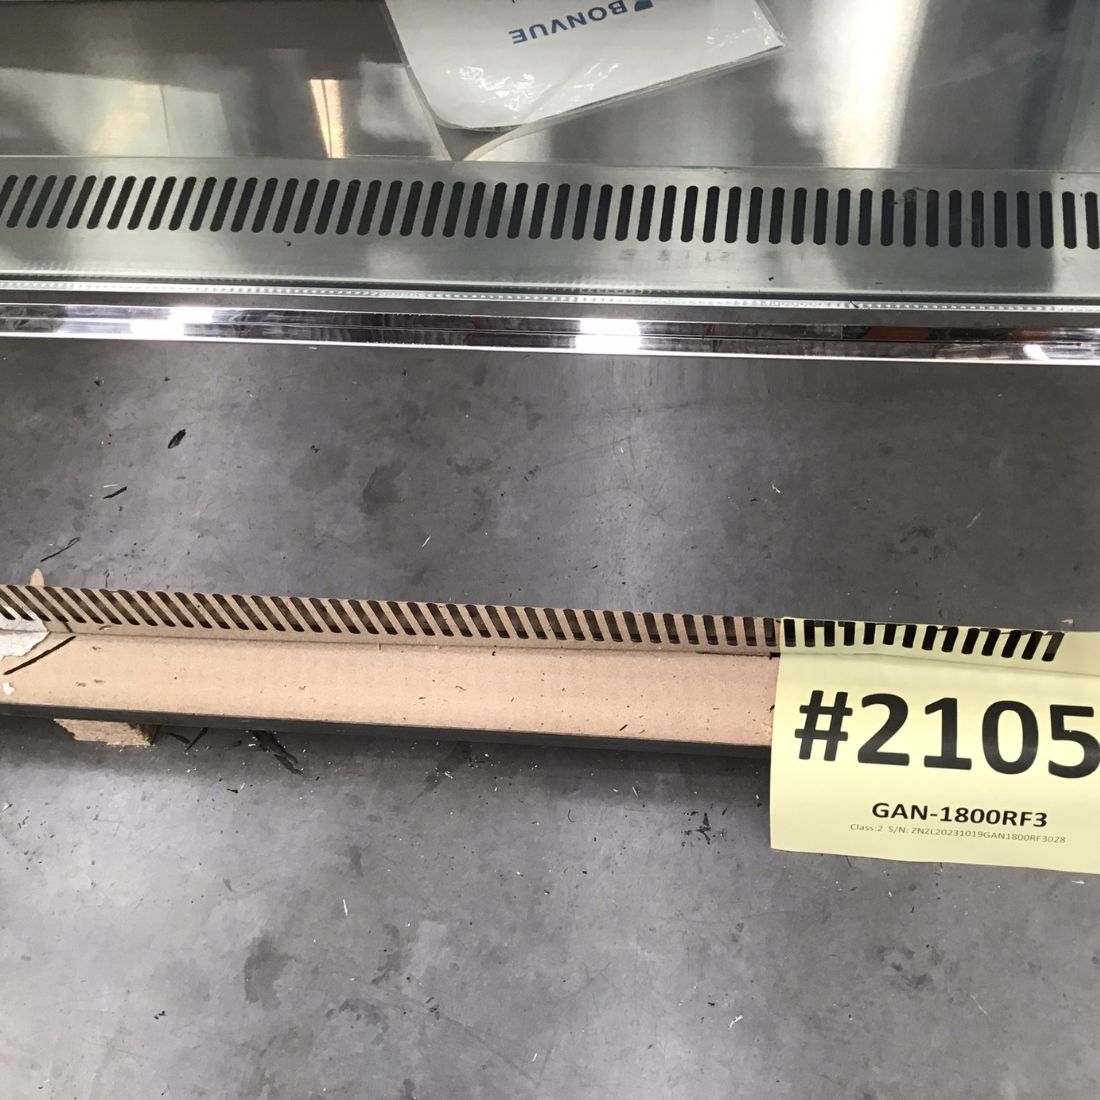 BONVUE
#2105
GAN-1800RF3
Class:2 S/N: ZNZL20231019GAN1800RF3028